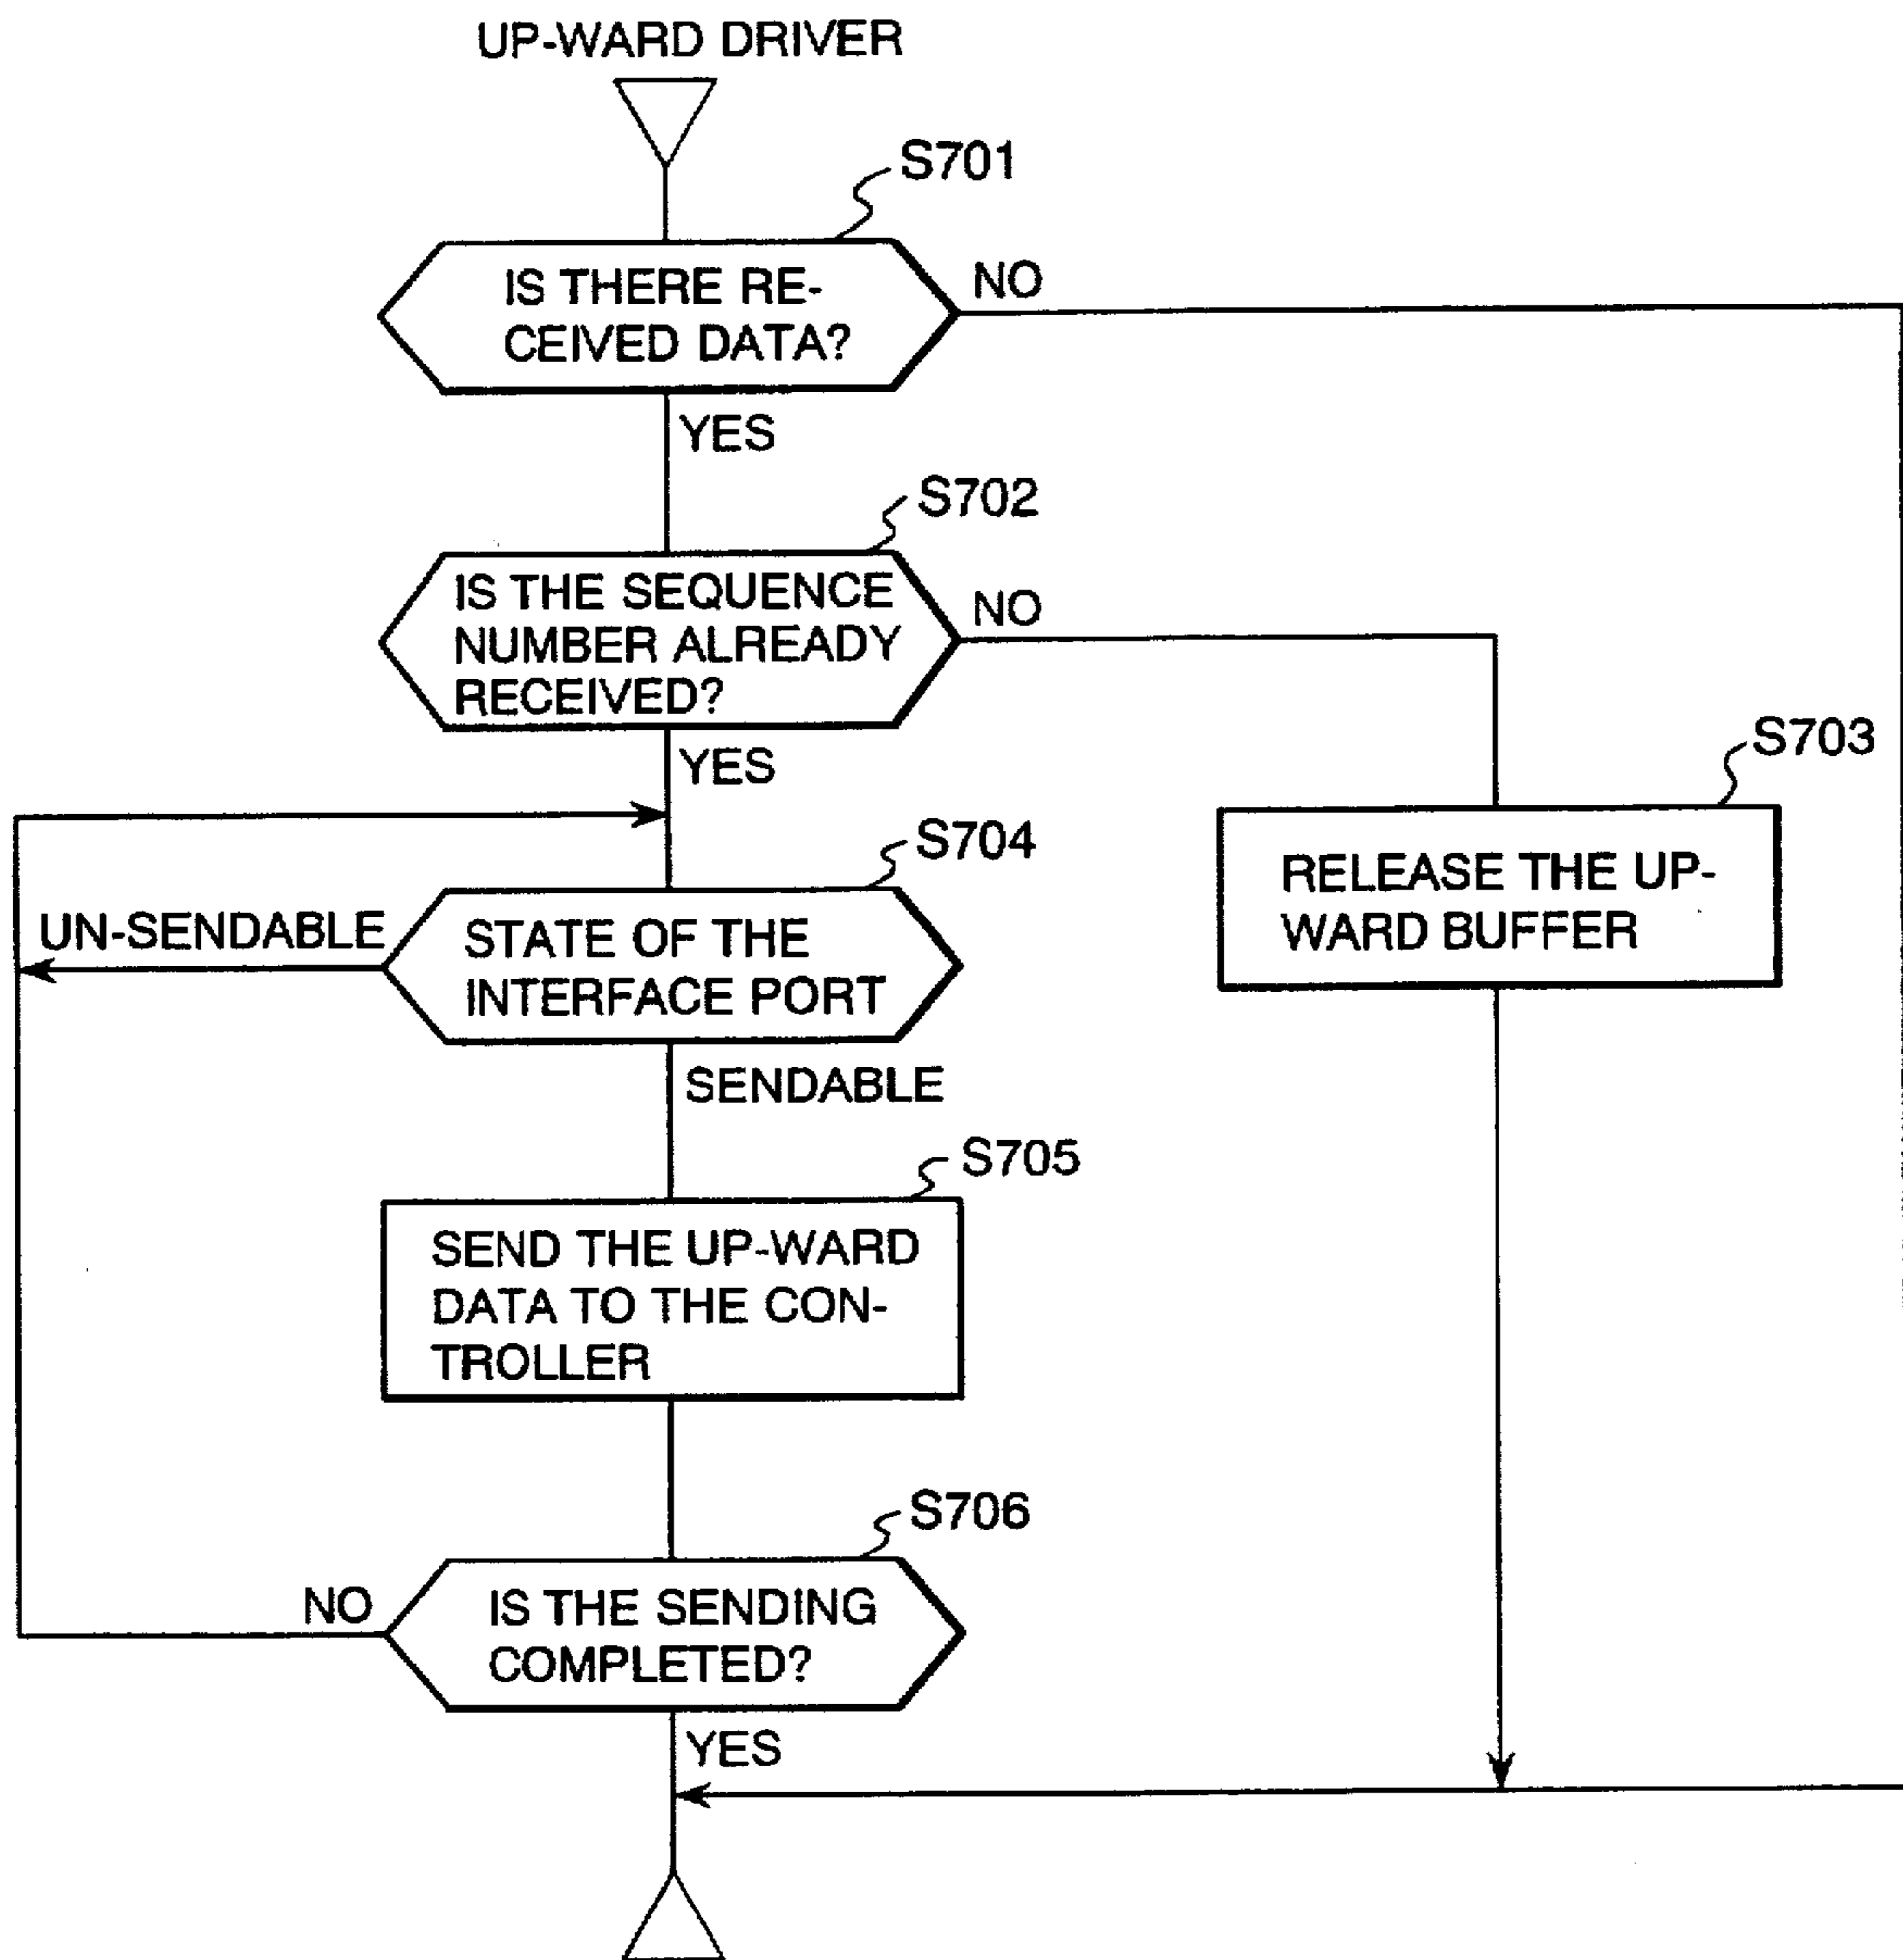 UP-WARD DRIVER
S701
IS THERE RE-
CEIVED DATA?
NO
YES
S702
IS THE SEQUENCE
NUMBER ALREADY
RECEIVED?
NO
YES
S703
RELEASE THE UP-
WARD BUFFER
S704
UN-SENDABLE
STATE OF THE
INTERFACE PORT
SENDABLE
S705
SEND THE UP-WARD
DATA TO THE CON-
TROLLER
S706
NO
IS THE SENDING
COMPLETED?
YES